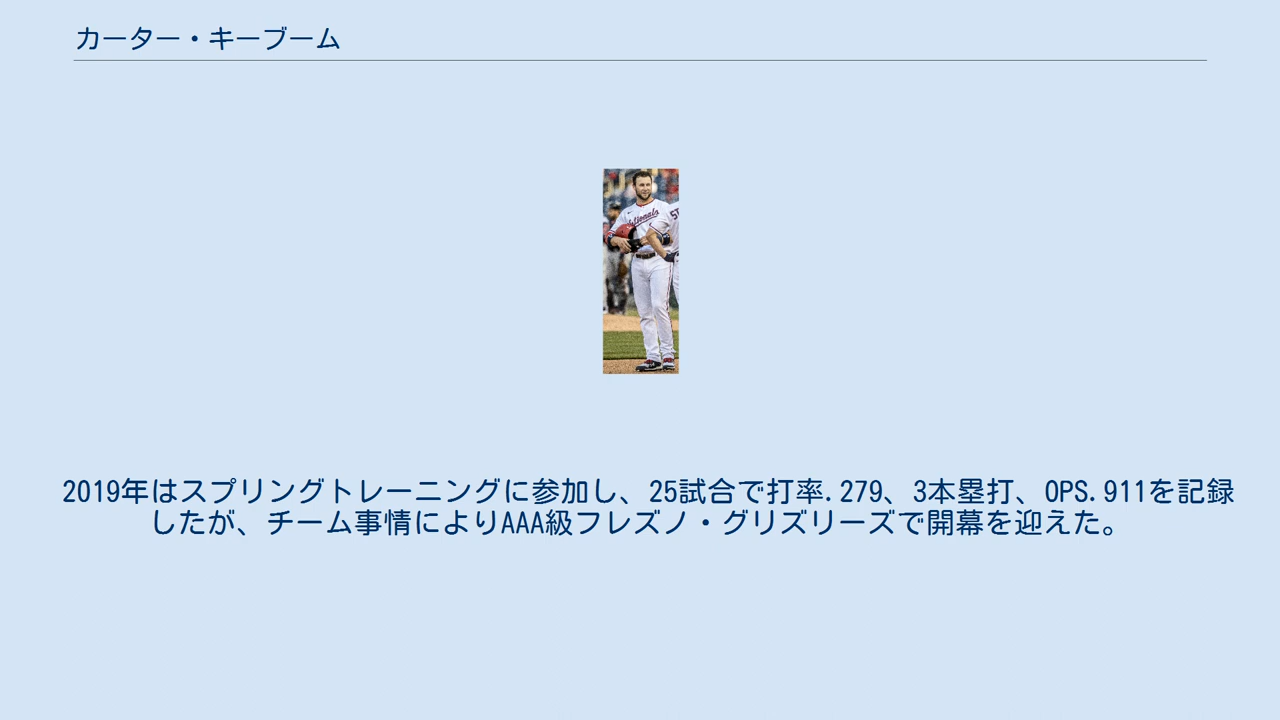 カーター・キーブーム
Nationals
2019年はスプリングトレーニングに参加し、25試合で打率.279、3本塁打、OPS.911を記録
したが、チーム事情によりAAA級フレズノ・グリズリーズで開幕を迎えた。